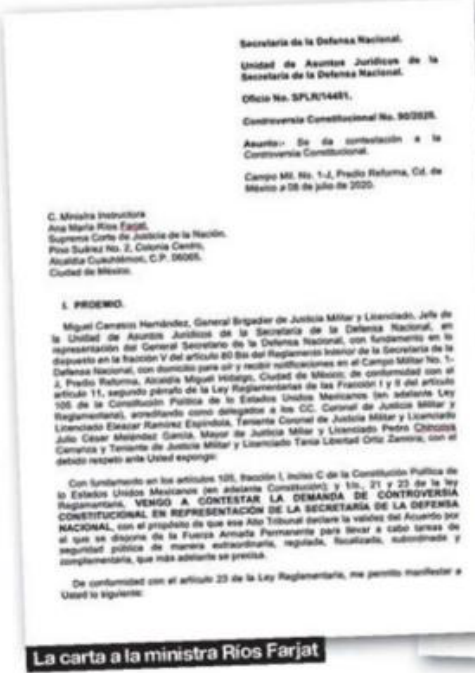 Secretaría de la Defensa Nacional.
Unidad de Asuntos Jurídicos de la
Secretaría de la Defensa Nacional.
Oficio No. SPLR/14451.
Controversia Constitucional No. 90/2020.
Asunto:- Se da contestación a la
Controversia Constitucional.
Campo Mil. No. 1-J, Predio Reforma, Cd. de
México a 08 de julio de 2020.
C. Ministra Instructora
Ana María Ríos Farjat.
Suprema Corte de Justicia de la Nación.
Pino Suárez No. 2, Colonia Centro,
Alcaldía Cuauhtémoc, C.P. 06065.
Ciudad de México.
I. PROEMIO.
Miguel Carrasco Hernández, General Brigadier de Justicia Militar y Licenciado, Jefe de
la Unidad de Asuntos Jurídicos de la Secretaría de la Defensa Nacional, en
representación del General Secretario de la Defensa Nacional, con fundamento en lo
dispuesto en la fracción V del artículo 80 Bis del Reglamento Interior de la Secretaría de la
Defensa Nacional, con domicilio para oír y recibir notificaciones en el Campo Militar No. 1-
J, Predio Reforma, Alcaldía Miguel Hidalgo, Ciudad de México; de conformidad con el
artículo 11, segundo párrafo de la Ley Reglamentarias de las Fracción I y II del artículo
105 de la Constitución Política de lo Estados Unidos Mexicanos (en adelante Ley
Reglamentaria), acreditando como delegados a los CC. Coronel de Justicia Militar y
Licenciado Eleazar Ramírez Espíndola, Teniente Coronel de Justicia Militar y Licenciado
Julio César Meléndez García, Mayor de Justicia Militar y Licenciado Pedro
Carranza y Teniente de Justicia Militar y Licenciado Tania Libertad Ortiz Zamora, con el
debido respeto ante Usted expongo:
Con fundamento en los artículos 105, fracción I, inciso C de la Constitución Política de
lo Estados Unidos Mexicanos (en adelante Constitución); y 21 y 23 de la ley
Reglamentaria, VENGO A CONTESTAR LA DEMANDA DE CONTROVERSIA
CONSTITUCIONAL EN REPRESENTACIÓN DE LA SECRETARÍA DE LA DEFENSA
NACIONAL, con el propósito de que ese Alto Tribunal declare la validez del Acuerdo por
el que se dispone de la Fuerza Armada Permanente para llevar a cabo tareas de
seguridad pública de manera extraordinaria, regulada, fiscalizada, subordinada y
complementaria, que más adelante se precisa.
De conformidad con el artículo 23 de la Ley Reglamentaria, me permito manifestar a
Usted lo siguiente:
La carta a la ministra Ríos Farjat